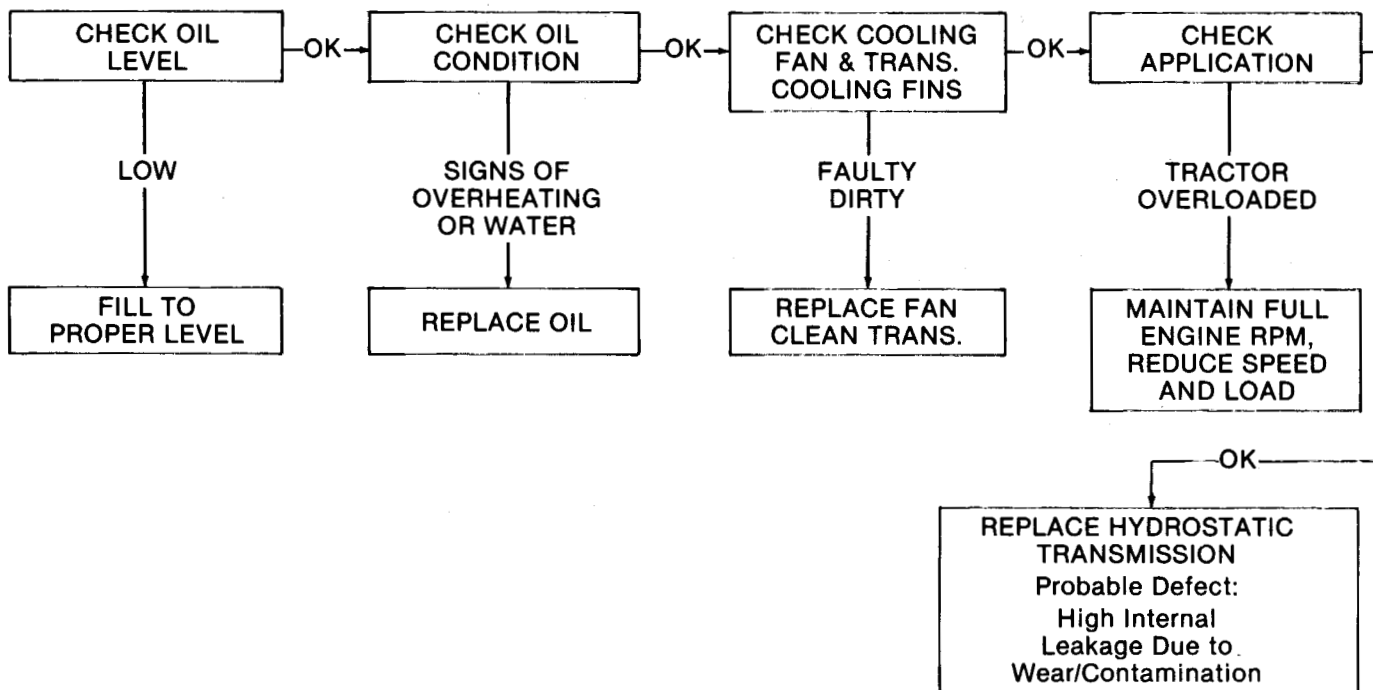 CHECK OIL
LEVEL
OK
CHECK OIL
CONDITION
OK
CHECK COOLING
FAN & TRANS.
COOLING FINS
OK
CHECK
APPLICATION
LOW
SIGNS OF
OVERHEATING
OR WATER
FAULTY
DIRTY
TRACTOR
OVERLOADED
FILL TO
PROPER LEVEL
REPLACE OIL
REPLACE FAN
CLEAN TRANS.
MAINTAIN FULL
ENGINE RPM,
REDUCE SPEED
AND LOAD
OK
REPLACE HYDROSTATIC
TRANSMISSION
Probable Defect:
High Internal
Leakage Due to
Wear/Contamination